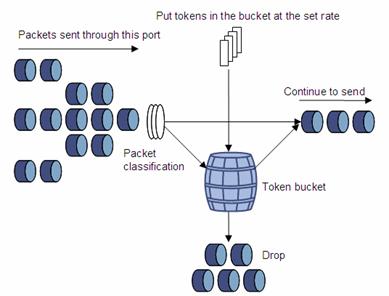 Put tokens in the bucket at the set rate
Packets sent through this port
Continue to send
Packet
classification
Token bucket
Drop